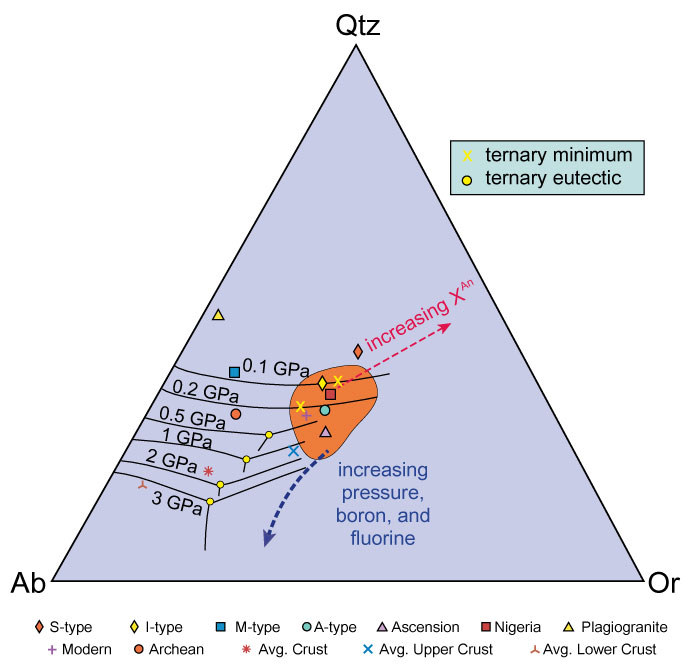 Qtz
ternary minimum
ternary eutectic
increasing X^An
0.1 GPa
0.2 GPa
0.5 GPa
1 GPa
2 GPa
3 GPa
increasing
pressure,
boron, and
fluorine
Ab
Or
S-type I-type M-type A-type Ascension Nigeria Plagiogranite
Modern Archean Avg. Crust Avg. Upper Crust Avg. Lower Crust